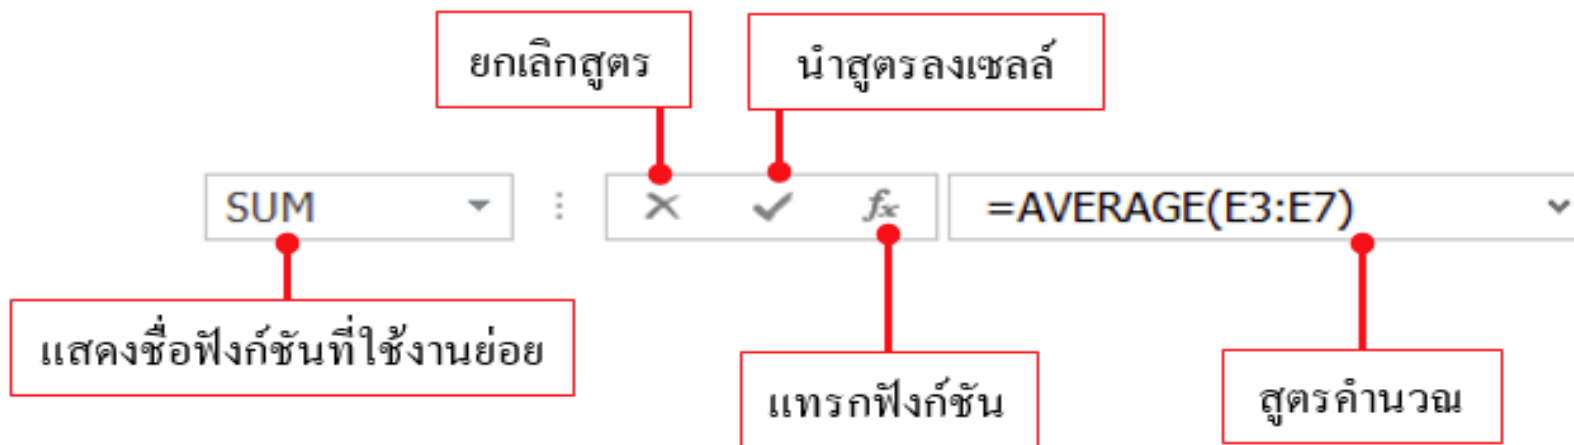 ยกเลิกสูตร
นำสูตรลงเซลล์
SUM
fx
=AVERAGE(E3:E7)
แสดงชื่อฟังก์ชันที่ใช้งานย่อย
แทรกฟังก์ชัน
สูตรคำนวณ